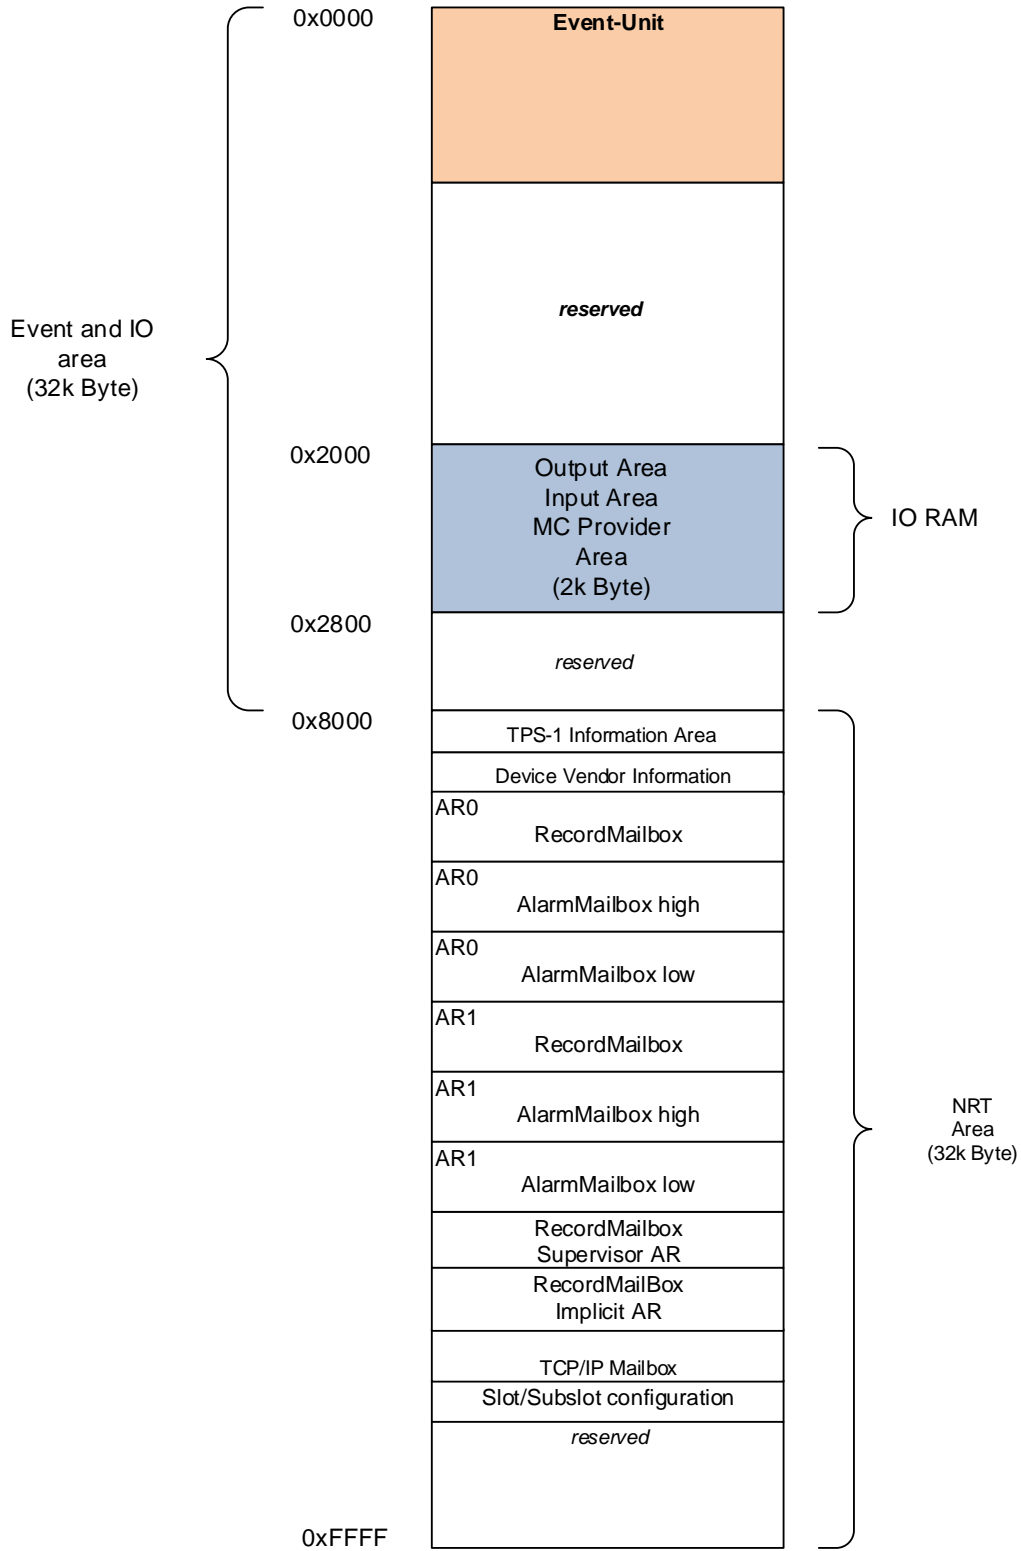 0x0000
Event-Unit
reserved
Event and IO
area
(32k Byte)
0x2000
Output Area
Input Area
MC Provider
Area
(2k Byte)
IO RAM
0x2800
reserved
0x8000
TPS-1 Information Area
Device Vendor Information
AR0
RecordMailbox
AR0
AlarmMailbox high
AR0
AlarmMailbox low
AR1
RecordMailbox
AR1
AlarmMailbox high
AR1
AlarmMailbox low
NRT
Area
(32k Byte)
RecordMailbox
Supervisor AR
RecordMailBox
Implicit AR
TCP/IP Mailbox
Slot/Subslot configuration
reserved
0xFFFF